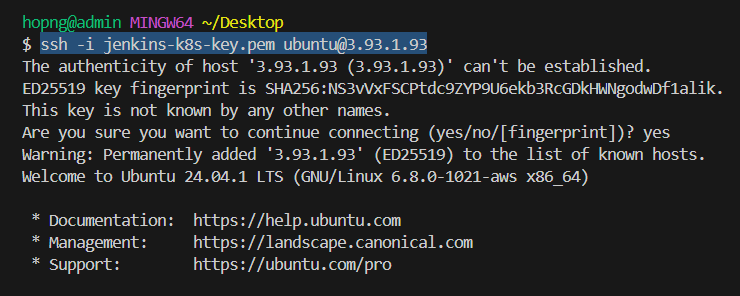 hopng@admin MINGW64 ~/Desktop
$ ssh -i jenkins-k8s-key.pem ubuntu@3.93.1.93
The authenticity of host '3.93.1.93 (3.93.1.93)' can't be established.
ED25519 key fingerprint is SHA256:NS3vVxFSCPtdc9ZYP9U6ekb3RcGDkHWNgodwDf1alik.
This key is not known by any other names.
Are you sure you want to continue connecting (yes/no/[fingerprint])? yes
Warning: Permanently added '3.93.1.93' (ED25519) to the list of known hosts.
Welcome to Ubuntu 24.04.1 LTS (GNU/Linux 6.8.0-1021-aws x86_64)
* Documentation:  https://help.ubuntu.com
* Management:     https://landscape.canonical.com
* Support:        https://ubuntu.com/pro